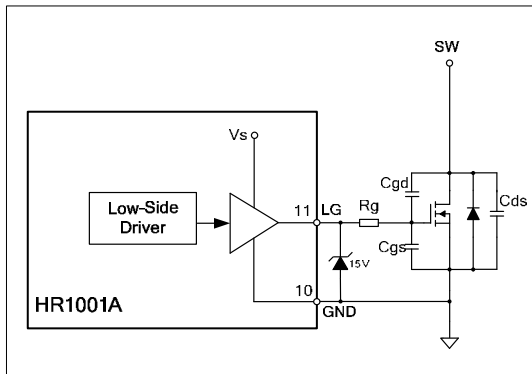 SW
Vs
Cgd
Low-Side
Driver
11
LG
Rg
Cds
15V
Cgs
10
GND
HR1001A